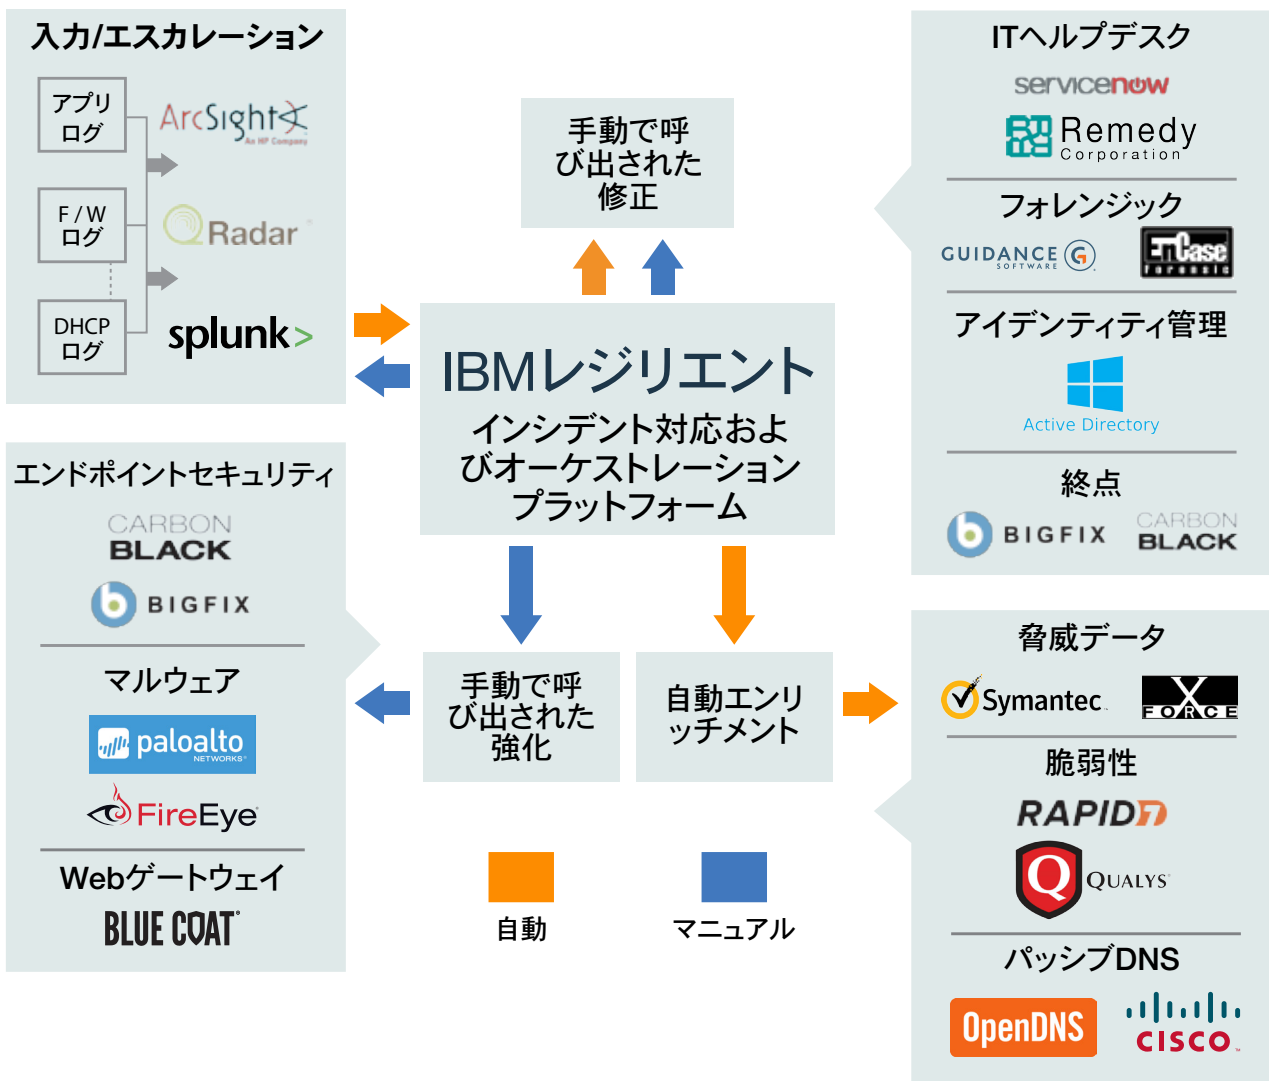 入力/エスカレーション
アプリ
ログ
ArcSight
An HP Company
F / W
ログ
QRadar
DHCP
ログ
splunk>
手動で呼
び出された
修正
IBMレジリエント
インシデント対応およ
びオーケストレーション
プラットフォーム
ITヘルプデスク
servicenow
Remedy
Corporation
フォレンジック
GUIDANCE
SOFTWARE
EnCase
Forensic
アイデンティティ管理
Active Directory
終点
BIGFIX
CARBON
BLACK
エンドポイントセキュリティ
CARBON
BLACK
BIGFIX
マルウェア
paloalto
NETWORKS
FireEye
Webゲートウェイ
BLUE COAT
手動で呼
び出された
強化
自動エンリ
ッチメント
自動
マニュアル
脅威データ
Symantec
X
FORCE
脆弱性
RAPID7
QUALYS
パッシブDNS
OpenDNS
CISCO